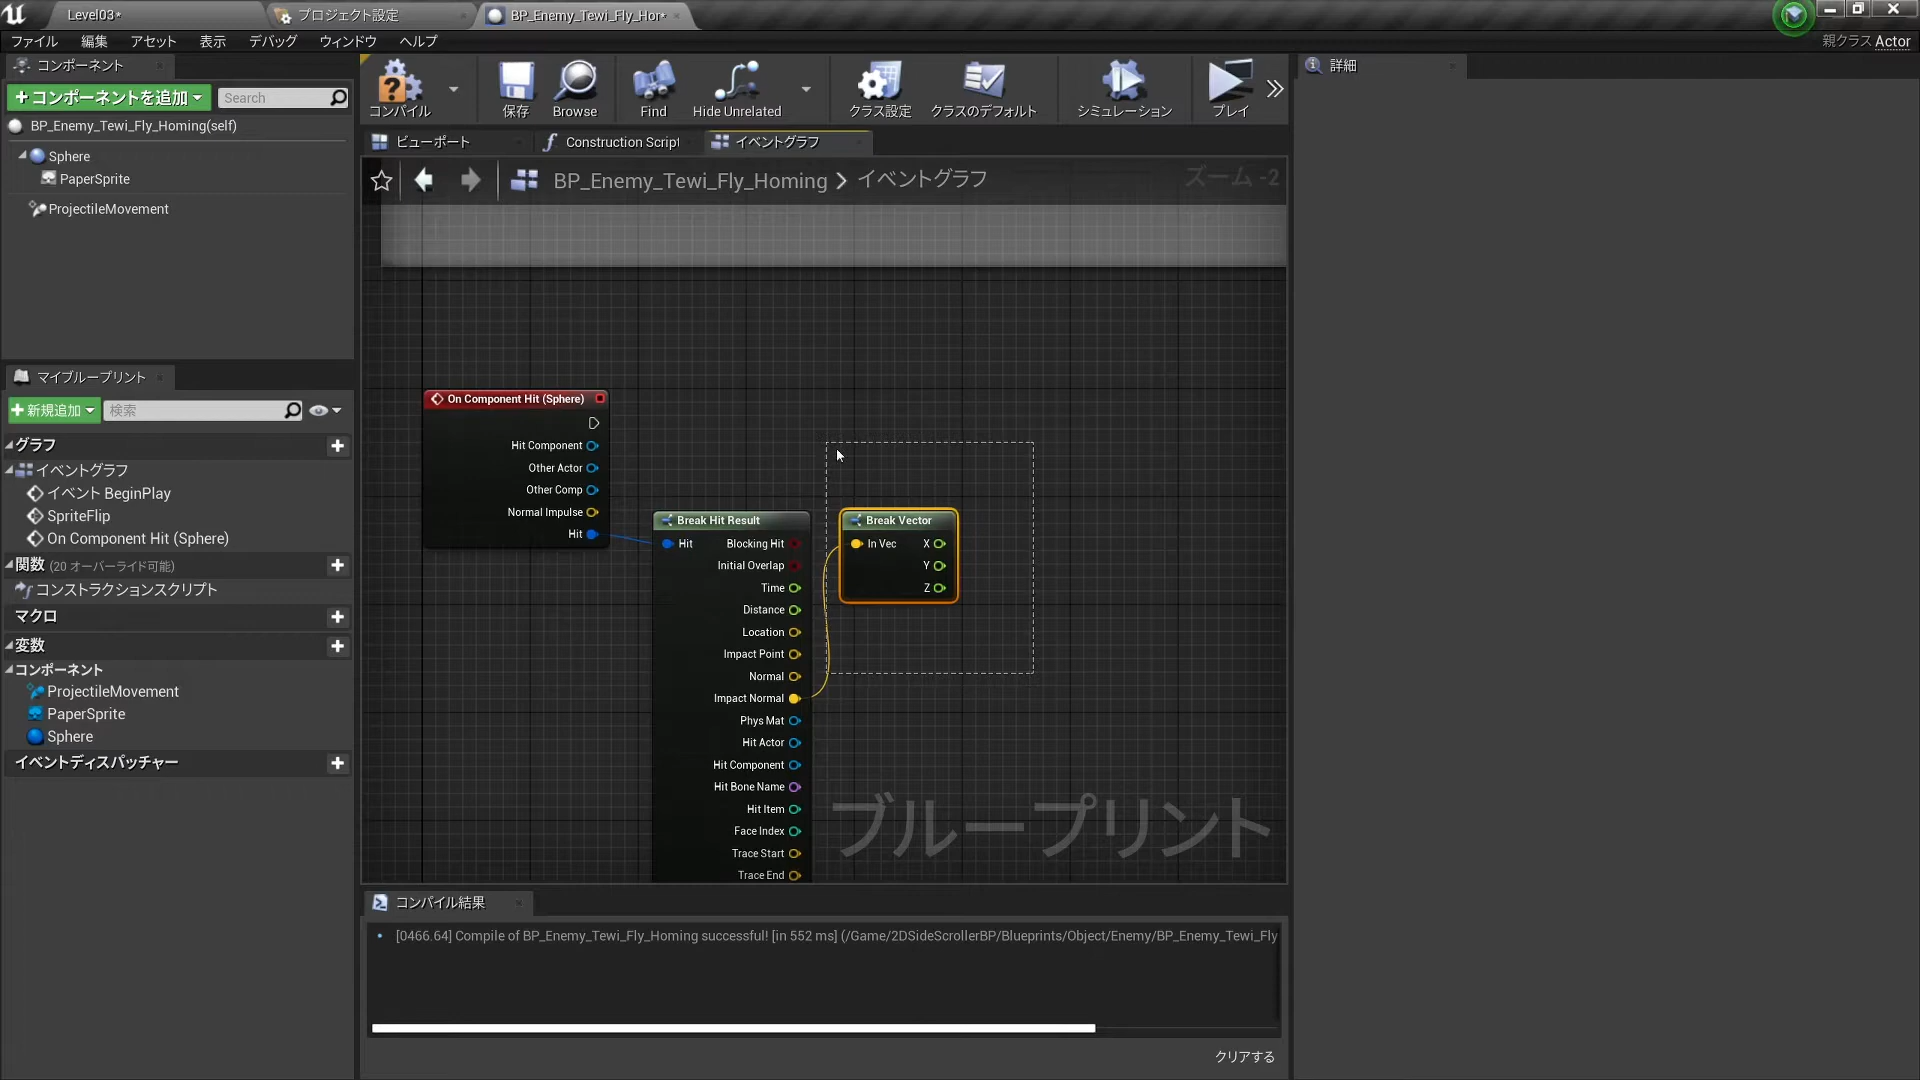 Level03*
プロジェクト設定
BP_Enemy_Tewi_Fly_Hor*
ファイル 編集 アセット 表示 デバッグ ウィンドウ ヘルプ
親クラス Actor
コンポーネント
+コンポーネントを追加
Search
BP_Enemy_Tewi_Fly_Homing(self)
Sphere
PaperSprite
ProjectileMovement
コンパイル
保存
Browse
Find
Hide Unrelated
クラス設定
クラスのデフォルト
シミュレーション
プレイ
詳細
ビューポート
Construction Script
イベントグラフ
BP_Enemy_Tewi_Fly_Homing > イベントグラフ
ズーム -2
マイブループリント
+新規追加
検索
グラフ
イベントグラフ
イベント BeginPlay
SpriteFlip
On Component Hit (Sphere)
関数 (20 オーバーライド可能)
コンストラクションスクリプト
マクロ
変数
コンポーネント
ProjectileMovement
PaperSprite
Sphere
イベントディスパッチャー
On Component Hit (Sphere)
Hit Component
Other Actor
Other Comp
Normal Impulse
Hit
Break Hit Result
Hit
Blocking Hit
Initial Overlap
Time
Distance
Location
Impact Point
Normal
Impact Normal
Phys Mat
Hit Actor
Hit Component
Hit Bone Name
Hit Item
Face Index
Trace Start
Trace End
Break Vector
In Vec X
Y
Z
ブループリント
コンパイル結果
• [0466.64] Compile of BP_Enemy_Tewi_Fly_Homing successful! [in 552 ms] (/Game/2DSideScrollerBP/Blueprints/Object/Enemy/BP_Enemy_Tewi_Fly
クリアする